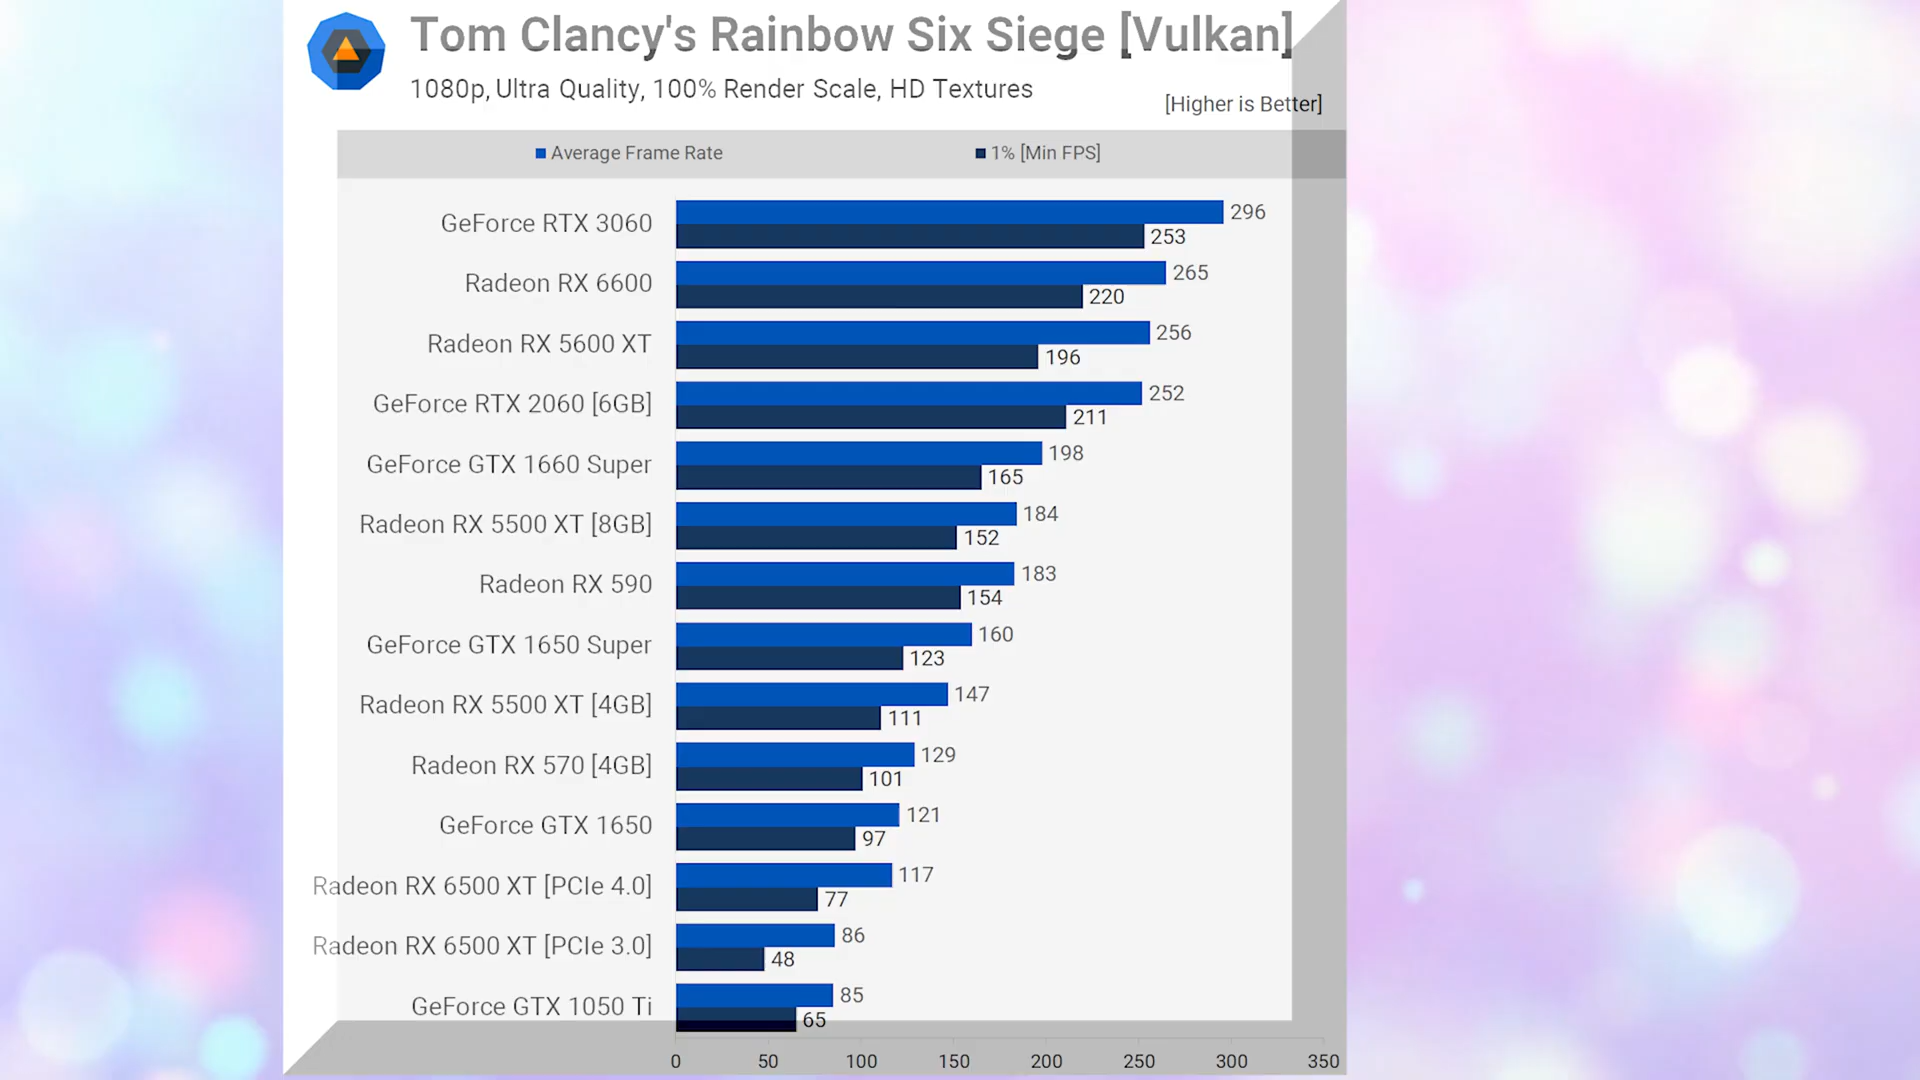 Tom Clancy's Rainbow Six Siege [Vulkan]
1080p, Ultra Quality, 100% Render Scale, HD Textures
[Higher is Better]
Average Frame Rate 1% [Min FPS]
GeForce RTX 3060 296
253
Radeon RX 6600 265
220
Radeon RX 5600 XT 256
196
GeForce RTX 2060 [6GB] 252
211
GeForce GTX 1660 Super 198
165
Radeon RX 5500 XT [8GB] 184
152
Radeon RX 590 183
154
GeForce GTX 1650 Super 160
123
Radeon RX 5500 XT [4GB] 147
111
Radeon RX 570 [4GB] 129
101
GeForce GTX 1650 121
97
Radeon RX 6500 XT [PCIe 4.0] 117
77
Radeon RX 6500 XT [PCIe 3.0] 86
48
GeForce GTX 1050 Ti 85
65
0 50 100 150 200 250 300 350